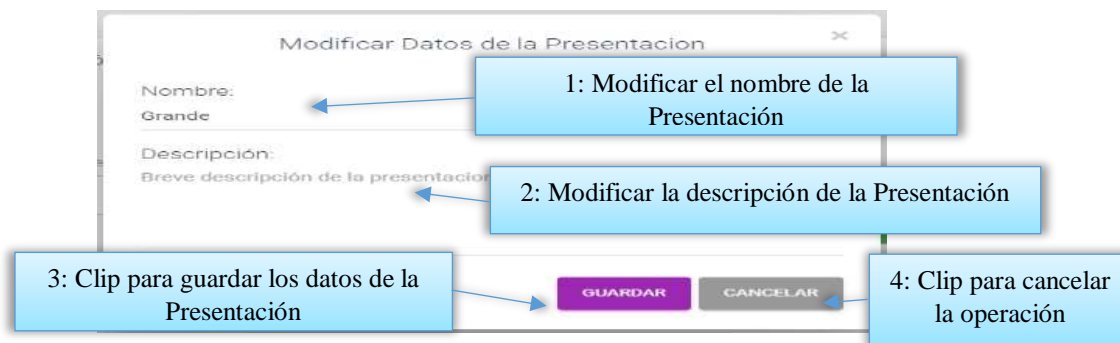 Modificar Datos de la Presentacion
×
Nombre:
Grande
1: Modificar el nombre de la
Presentación
Descripción:
Breve descripción de la presentacion
2: Modificar la descripción de la Presentación
3: Clip para guardar los datos de la
Presentación
GUARDAR
CANCELAR
4: Clip para cancelar
la operación